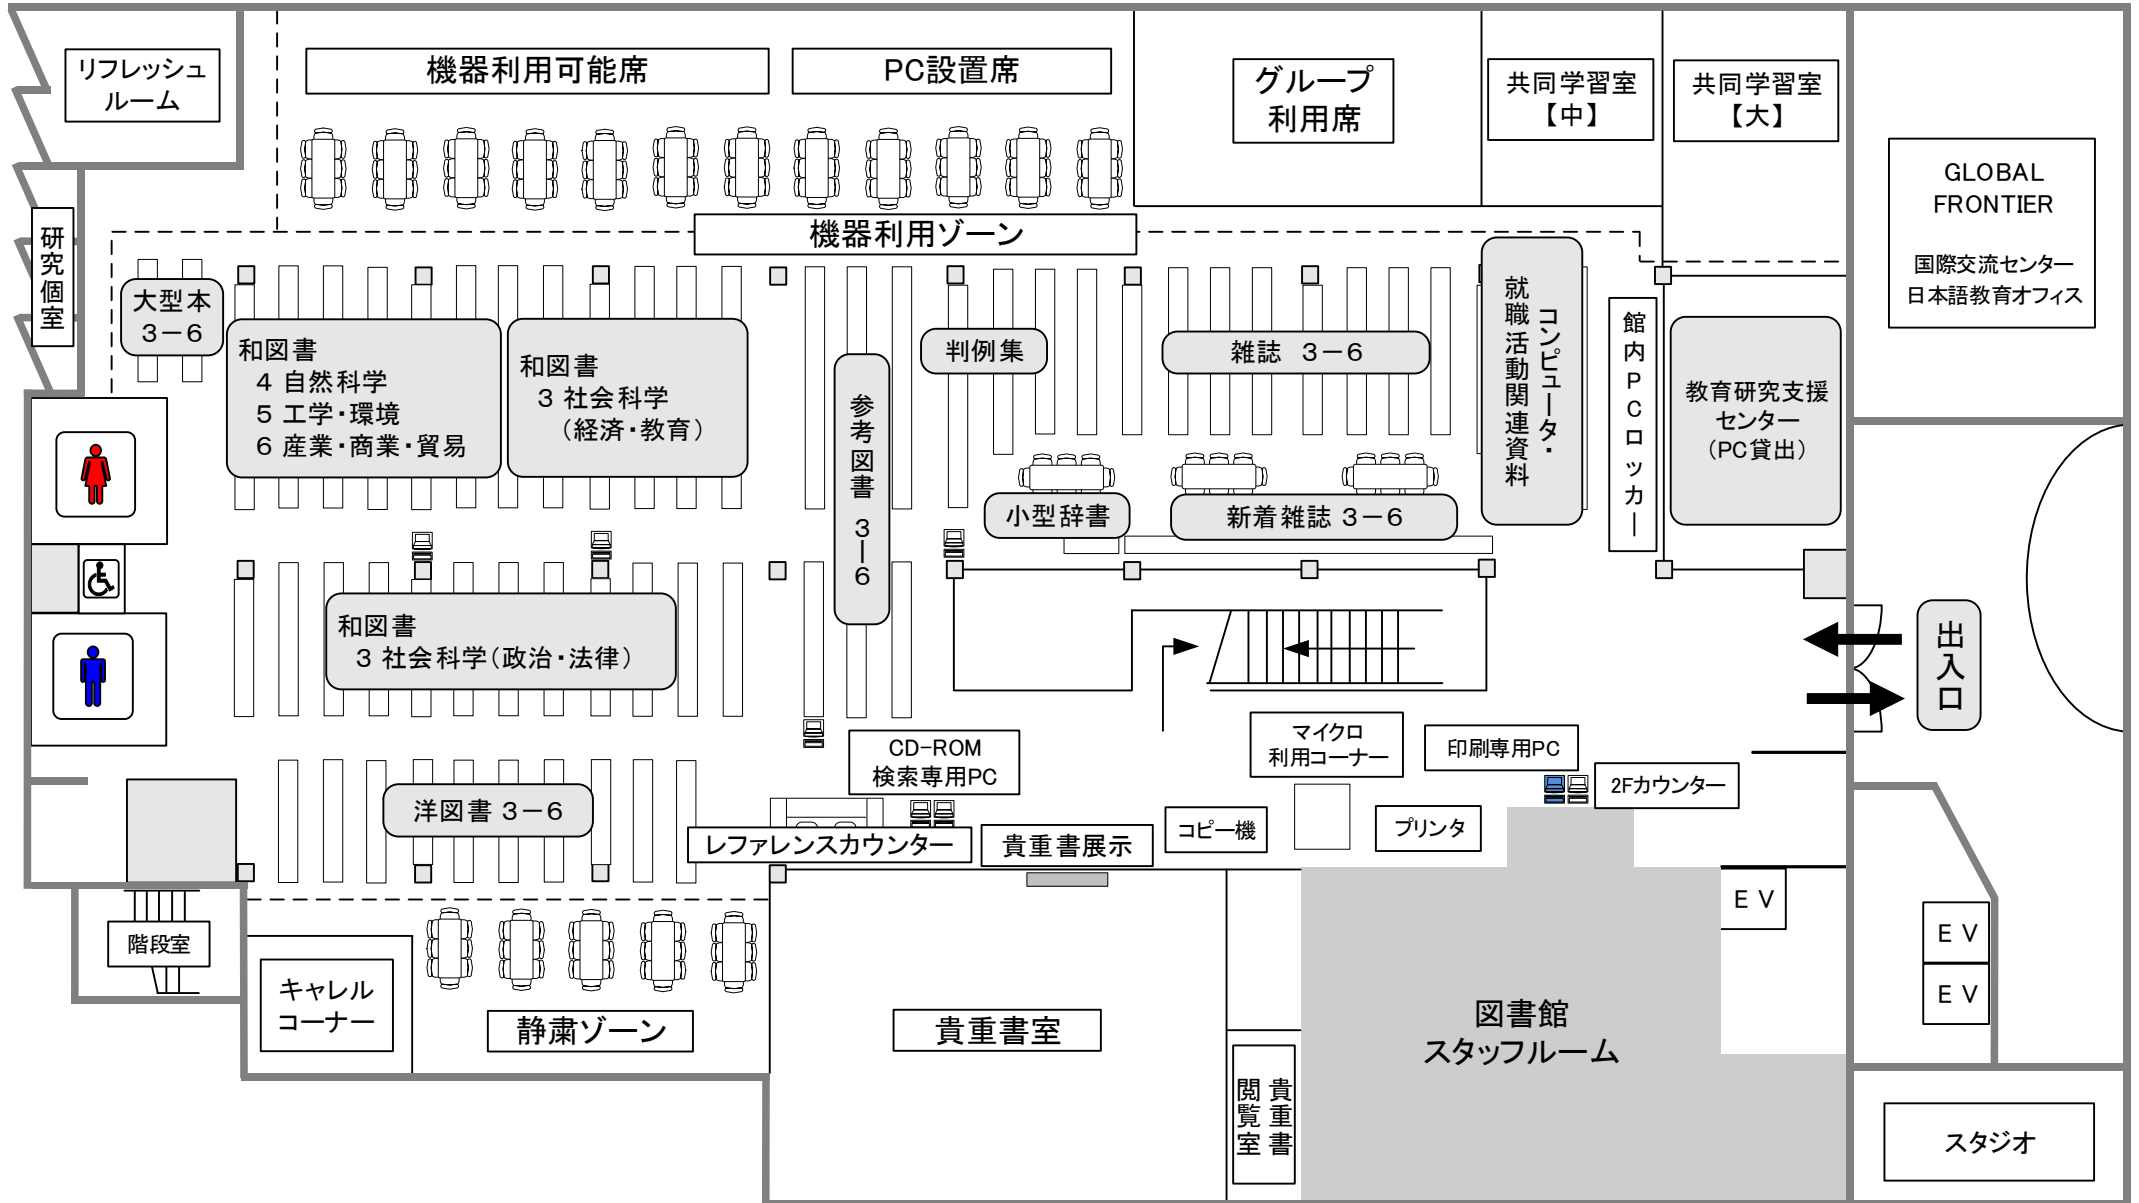 リフレッシュ
ルーム
機器利用可能席
PC設置席
グループ
利用席
共同学習室
【中】
共同学習室
【大】
GLOBAL
FRONTIER
国際交流センター
日本語教育オフィス
機器利用ゾーン
研究個室
大型本
3－6
和図書
4 自然科学
5 工学・環境
6 産業・商業・貿易
和図書
3 社会科学
（経済・教育）
参考図書 3－6
判例集
雑誌 3－6
コンピュータ・
就職活動関連資料
館内PCロッカー
教育研究支援
センター
（PC貸出）
小型辞書
新着雑誌 3－6
和図書
3 社会科学（政治・法律）
出入口
CD-ROM
検索専用PC
マイクロ
利用コーナー
印刷専用PC
2Fカウンター
洋図書 3－6
レファレンスカウンター
貴重書展示
コピー機
プリンタ
EV
階段室
キャレル
コーナー
静粛ゾーン
貴重書室
図書館
スタッフルーム
EV
EV
貴重書
閲覧室
スタジオ